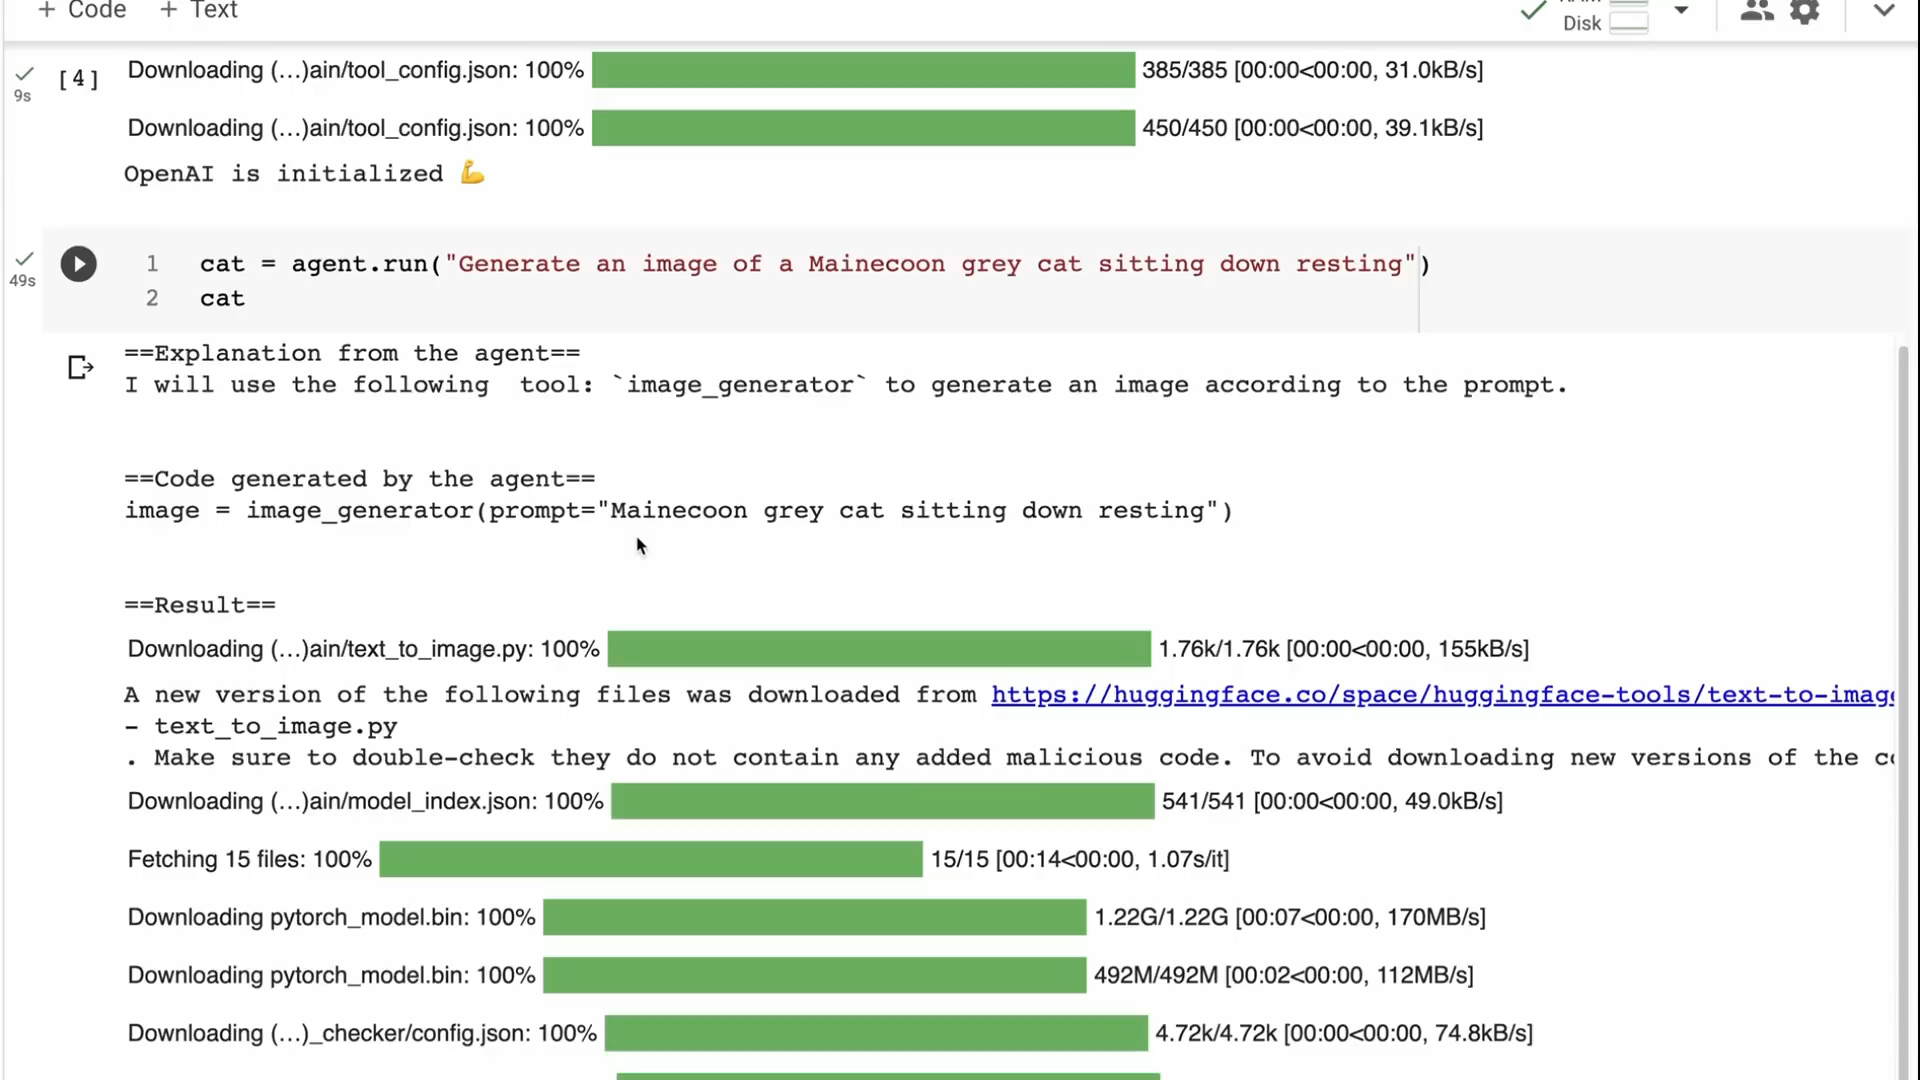 + Code + Text
Disk
[4]
9s
Downloading (…)ain/tool_config.json: 100% 385/385 [00:00<00:00, 31.0kB/s]
Downloading (…)ain/tool_config.json: 100% 450/450 [00:00<00:00, 39.1kB/s]
OpenAI is initialized 💪
49s
1 cat = agent.run("Generate an image of a Mainecoon grey cat sitting down resting")
2 cat
==Explanation from the agent==
I will use the following  tool: `image_generator` to generate an image according to the prompt.
==Code generated by the agent==
image = image_generator(prompt="Mainecoon grey cat sitting down resting")
==Result==
Downloading (…)ain/text_to_image.py: 100% 1.76k/1.76k [00:00<00:00, 155kB/s]
A new version of the following files was downloaded from https://huggingface.co/space/huggingface-tools/text-to-image
- text_to_image.py
. Make sure to double-check they do not contain any added malicious code. To avoid downloading new versions of the
Downloading (…)ain/model_index.json: 100% 541/541 [00:00<00:00, 49.0kB/s]
Fetching 15 files: 100% 15/15 [00:14<00:00, 1.07s/it]
Downloading pytorch_model.bin: 100% 1.22G/1.22G [00:07<00:00, 170MB/s]
Downloading pytorch_model.bin: 100% 492M/492M [00:02<00:00, 112MB/s]
Downloading (…)_checker/config.json: 100% 4.72k/4.72k [00:00<00:00, 74.8kB/s]